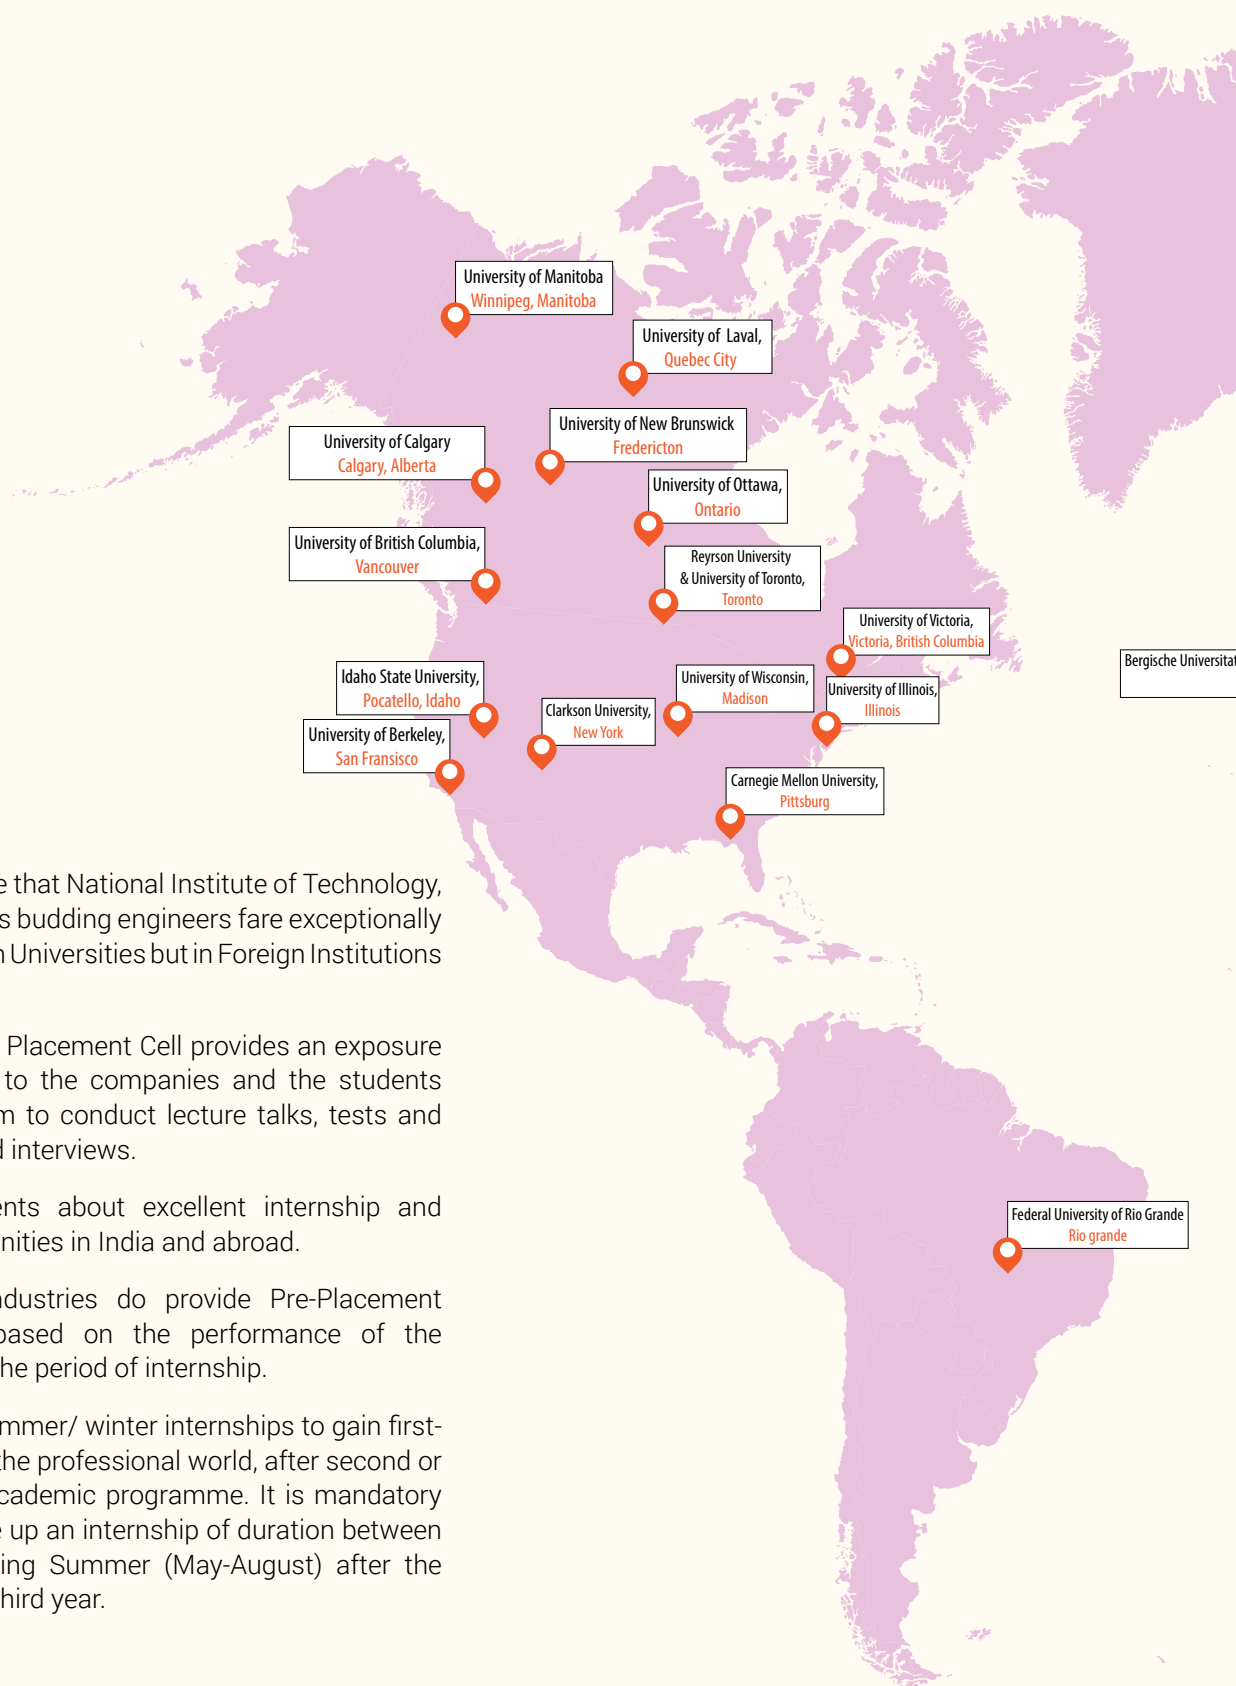 University of Manitoba
Winnipeg, Manitoba
University of Laval,
Quebec City
University of New Brunswick
Fredericton
University of Calgary
Calgary, Alberta
University of Ottawa,
Ontario
University of British Columbia,
Vancouver
Reyrson University
& University of Toronto,
Toronto
University of Victoria,
Victoria, British Columbia
Bergische Universitat
Idaho State University,
Pocatello, Idaho
University of Wisconsin,
Madison
University of Illinois,
Illinois
Clarkson University,
New York
University of Berkeley,
San Fransisco
Carnegie Mellon University,
Pittsburg
e that National Institute of Technology,
s budding engineers fare exceptionally
n Universities but in Foreign Institutions
Placement Cell provides an exposure
to the companies and the students
m to conduct lecture talks, tests and
d interviews.
ents about excellent internship and
nities in India and abroad.
ndustries do provide Pre-Placement
based on the performance of the
he period of internship.
mmer/ winter internships to gain first-
the professional world, after second or
cademic programme. It is mandatory
e up an internship of duration between
ing Summer (May-August) after the
hird year.
Federal University of Rio Grande
Rio grande